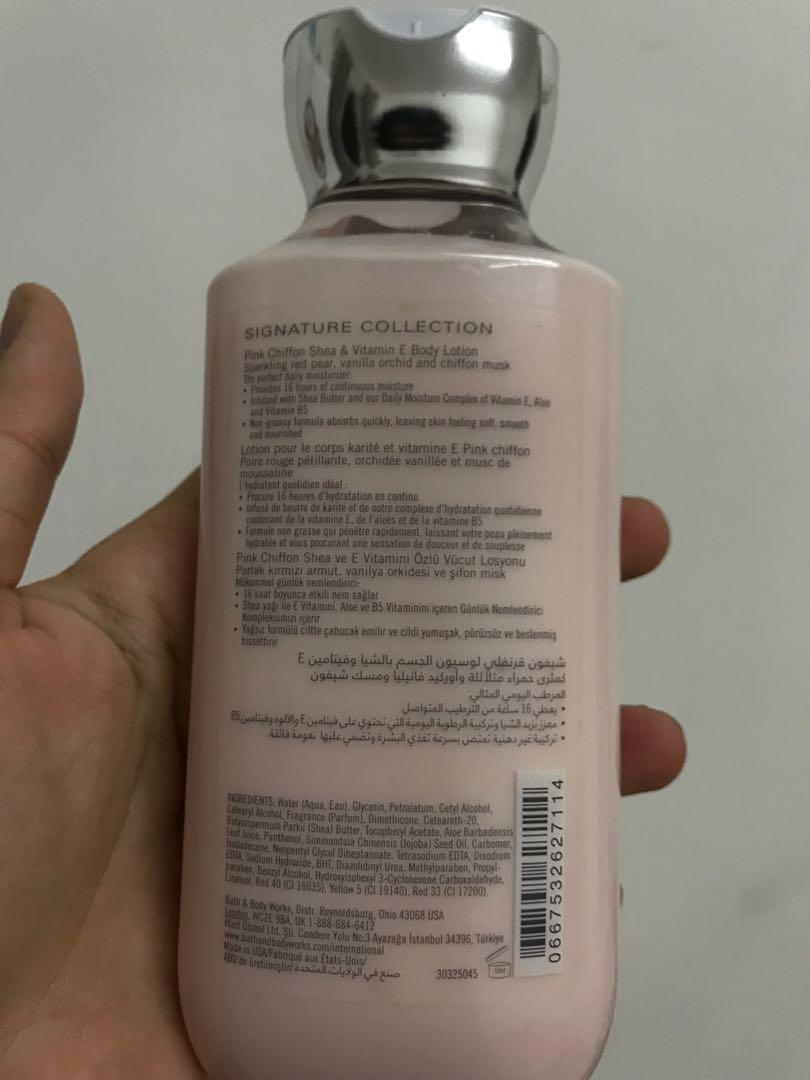 SIGNATURE COLLECTION
Pink Chiffon Shea & Vitamin E Body Lotion
Sparkling red pear, vanilla orchid and chiffon musk
The perfect daily moisturizer:
• Provides 16 hours of continuous moisture
• Infused with Shea Butter and our Daily Moisture Complex of Vitamin E, Aloe
and Vitamin B5
• Non-greasy formula absorbs quickly, leaving skin feeling soft, smooth
and nourished
Lotion pour le corps karité et vitamine E Pink chiffon
Poire rouge pétillante, orchidée vanillée et musc de
mousseline
L'hydratant quotidien idéal :
• Procure 16 heures d'hydratation en continu
• Infusé de beurre de karité et de notre complexe d'hydratation quotidienne
contenant de la vitamine E, de l'aloès et de la vitamine B5
• Formule non grasse qui pénètre rapidement, laissant votre peau pleinement
hydratée et vous procurant une sensation de douceur et de souplesse
Pink Chiffon Shea ve E Vitamini Özlü Vücut Losyonu
Parlak kırmızı armut, vanilya orkidesi ve şifon misk
Mükemmel günlük nemlendirici:
• 16 saat boyunca etkili nem sağlar
• Shea yağı ile E Vitamini, Aloe ve B5 Vitaminini içeren Günlük Nemlendirici
Kompleksimizi içerir
• Yağsız formülü ciltte çabucak emilir ve cildi yumuşak, pürüzsüz ve beslenmiş
hissettirir
شيفون قرنفلي لوسيون الجسم بالشيا وفيتامين E
كمثرى حمراء متلألئة وأوركيد فانيليا ومسك شيفون
المرطب اليومي المثالي:
• يعطي 16 ساعة من الترطيب المتواصل
• معزز بزبد الشيا وتركيبة الرطوبة اليومية التي تحتوي على فيتامين E والألوه وفيتامين B5
• تركيبة غير دهنية تمتص بسرعة تغذي البشرة وتضفي عليها نعومة فائقة.
INGREDIENTS: Water (Aqua, Eau), Glycerin, Petrolatum, Cetyl Alcohol,
Cetearyl Alcohol, Fragrance (Parfum), Dimethicone, Ceteareth-20,
Butyrospermum Parkii (Shea) Butter, Tocopheryl Acetate, Aloe Barbadensis
Leaf Juice, Panthenol, Simmondsia Chinensis (Jojoba) Seed Oil, Carbomer,
Isododecane, Neopentyl Glycol Diheptanoate, Tetrasodium EDTA, Disodium
EDTA, Sodium Hydroxide, BHT, Diazolidinyl Urea, Methylparaben, Propyl-
paraben, Benzyl Alcohol, Hydroxyisohexyl 3-Cyclohexene Carboxaldehyde,
Linalool, Red 40 (CI 16035), Yellow 5 (CI 19140), Red 33 (CI 17200).
Bath & Body Works, Distr. Reynoldsburg, Ohio 43068 USA
London, WC2E 9BA, UK 1-888-684-6412
Mast Global Ltd. Şti. Candere Yolu No.3 Ayazağa İstanbul 34396, Türkiye
www.bathandbodyworks.com/international
Made in USA/Fabriqué aux États-Unis/
ABD'de üretilmiştir/ صنع في الولايات المتحدة
30325045
12M
0667532627114